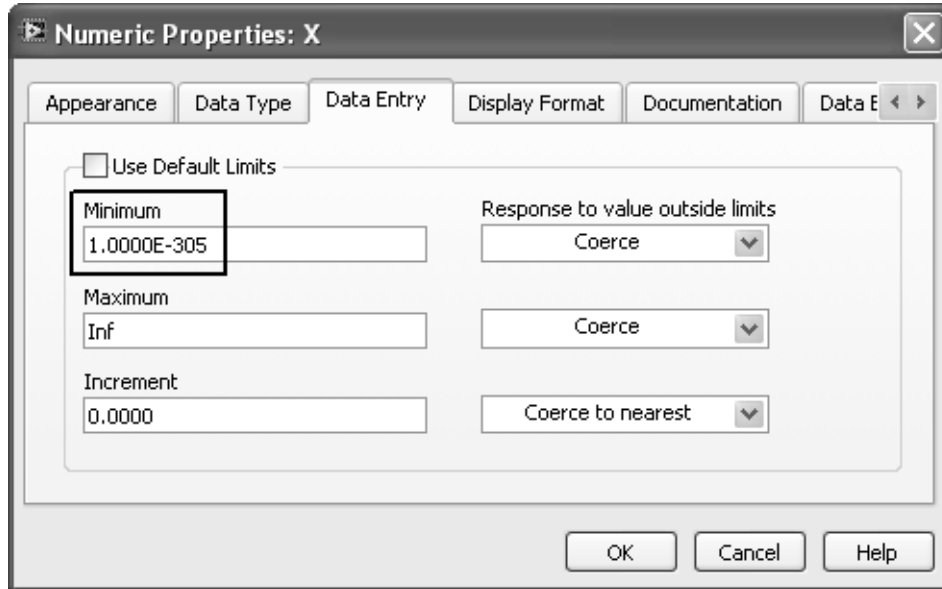 Numeric Properties: X
Appearance Data Type Data Entry Display Format Documentation Data E
Use Default Limits
Minimum
1.0000E-305
Response to value outside limits
Coerce
Maximum
Inf
Coerce
Increment
0.0000
Coerce to nearest
OK Cancel Help